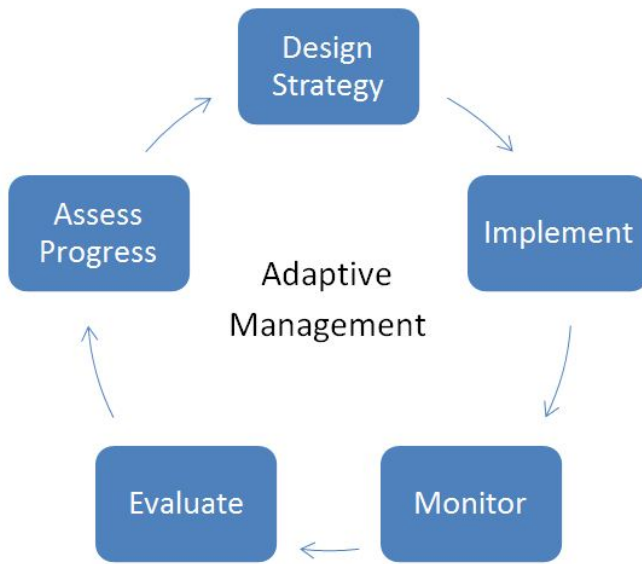 Design
Strategy
Implement
Monitor
Evaluate
Assess
Progress
Adaptive
Management